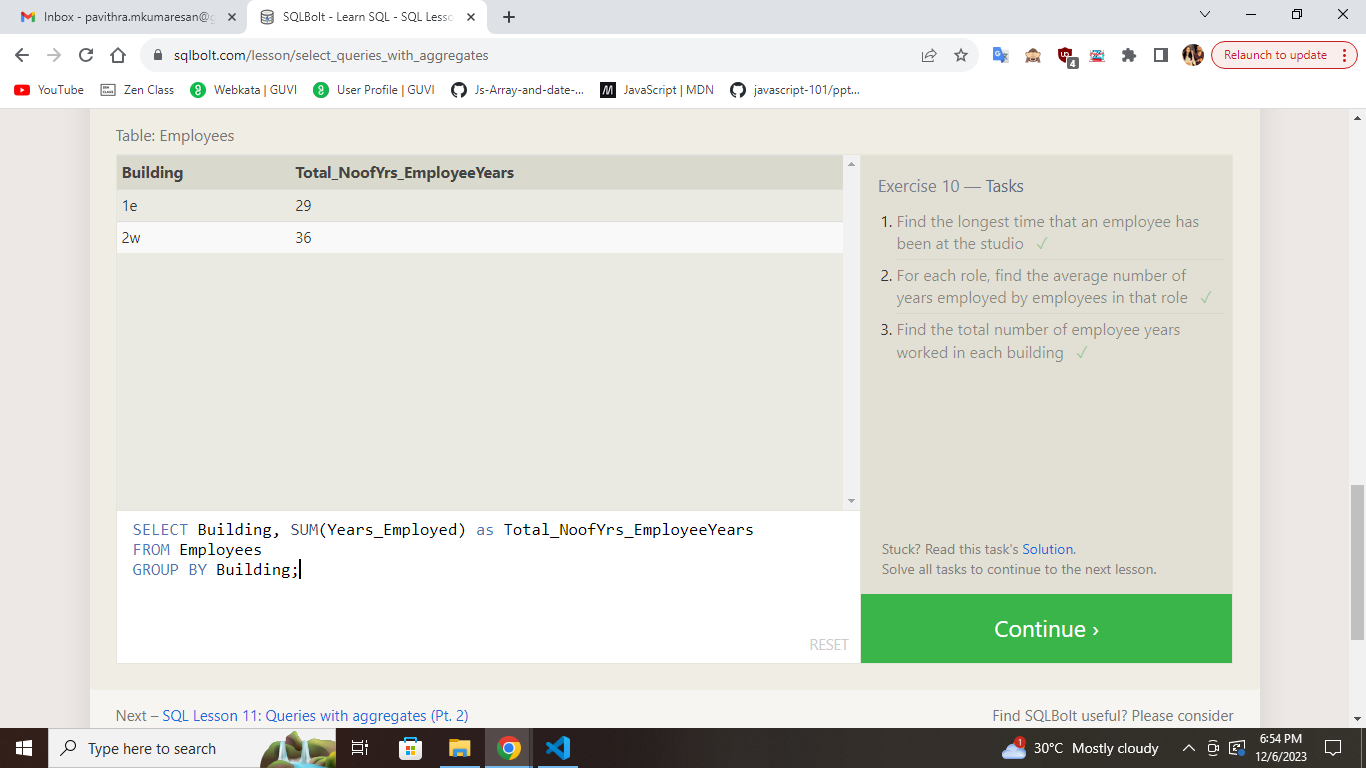 Inbox - pavithra.mkumaresan@g
SQLBolt - Learn SQL - SQL Lesso
sqlbolt.com/lesson/select_queries_with_aggregates
4
Relaunch to update
YouTube
Zen Class
Webkata | GUVI
User Profile | GUVI
Js-Array-and-date-...
JavaScript | MDN
javascript-101/ppt...
Table: Employees
Building Total_NoofYrs_EmployeeYears
1e 29
2w 36
Exercise 10 — Tasks
1. Find the longest time that an employee has
been at the studio ✓
2. For each role, find the average number of
years employed by employees in that role ✓
3. Find the total number of employee years
worked in each building ✓
SELECT Building, SUM(Years_Employed) as Total_NoofYrs_EmployeeYears
FROM Employees
GROUP BY Building;
RESET
Stuck? Read this task's Solution.
Solve all tasks to continue to the next lesson.
Continue ›
Next – SQL Lesson 11: Queries with aggregates (Pt. 2)
Find SQLBolt useful? Please consider
Type here to search
1
30°C Mostly cloudy
6:54 PM
12/6/2023